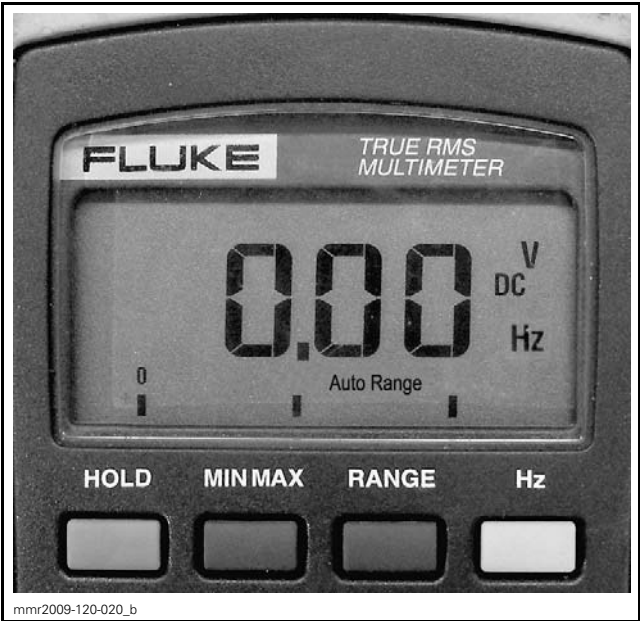 FLUKE
TRUE RMS
MULTIMETER
0.00
V
DC
Hz
0
Auto Range
HOLD MIN MAX RANGE Hz
mmr2009-120-020_b